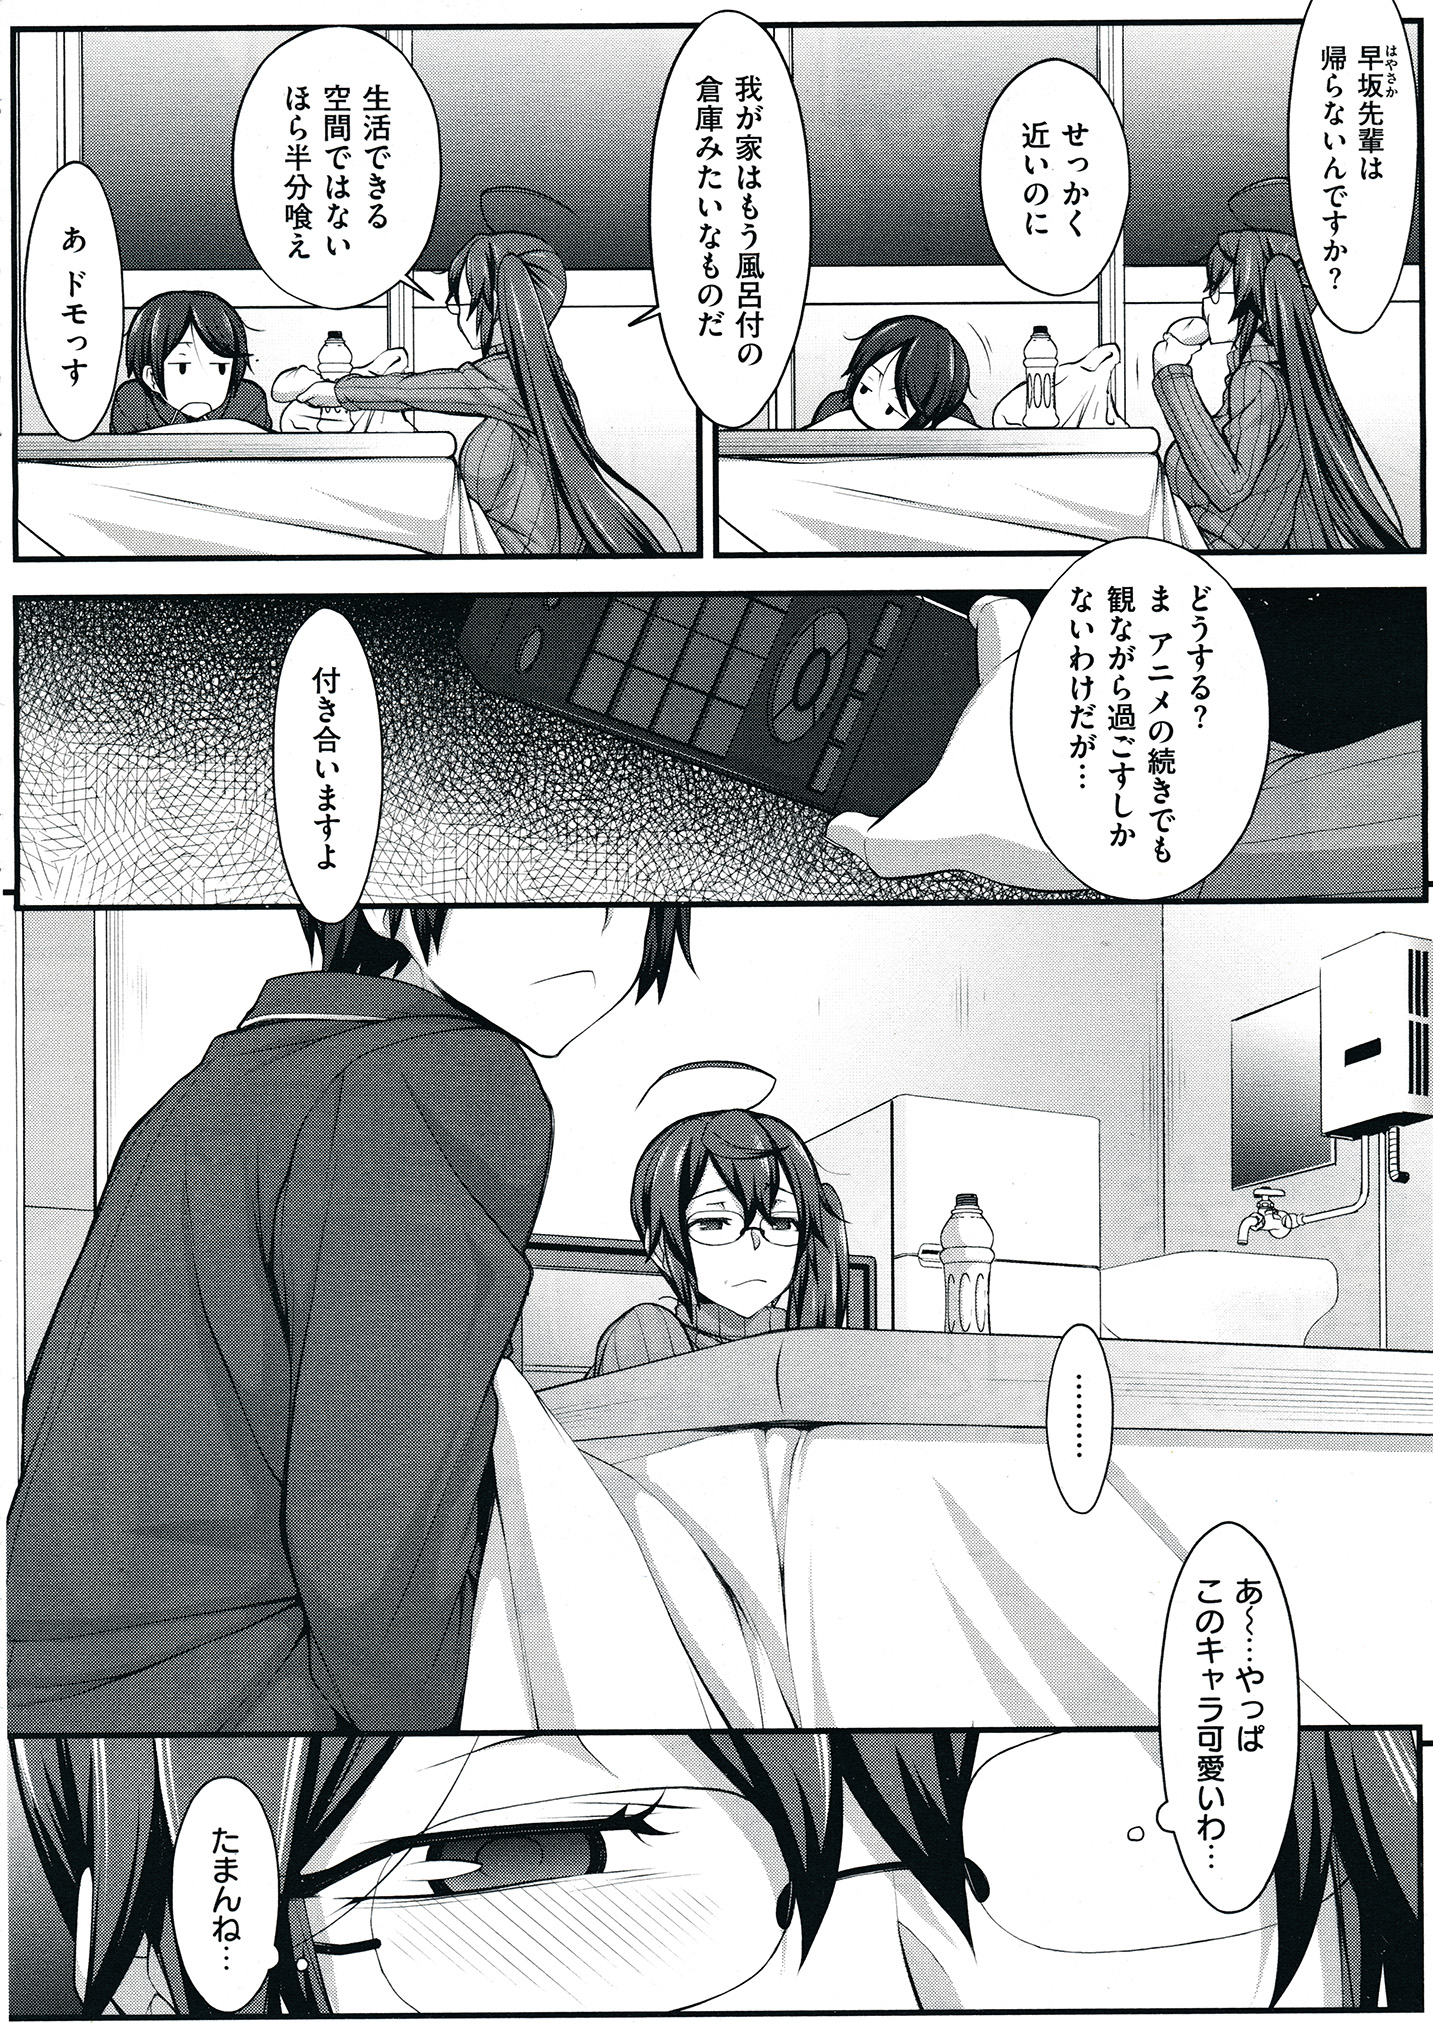 早坂先輩は
はやさか
帰らないんですか?
せっかく
近いのに
我が家はもう風呂付の
倉庫みたいなものだ
生活できる
空間ではない
ほら半分喰え
あ ドモっす
どうする?
ま アニメの続きでも
観ながら過ごすしか
ないわけだが…
付き合いますよ
………
あ〜…やっぱ
このキャラ可愛いわ…
たまんね…